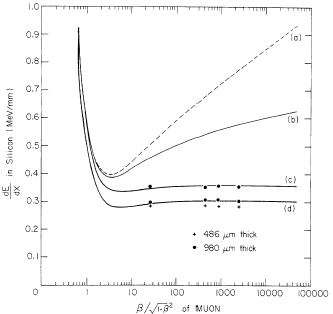 1.0
0.9
0.8
0.7
0.6
0.5
0.4
0.3
0.2
0.1
0
dE/dX in Silicon (MeV/mm)
(a)
(b)
(c)
(d)
+ 486 μm thick
• 980 μm thick
1 10 100 1000 10000 100000
β/√1-β² of MUON